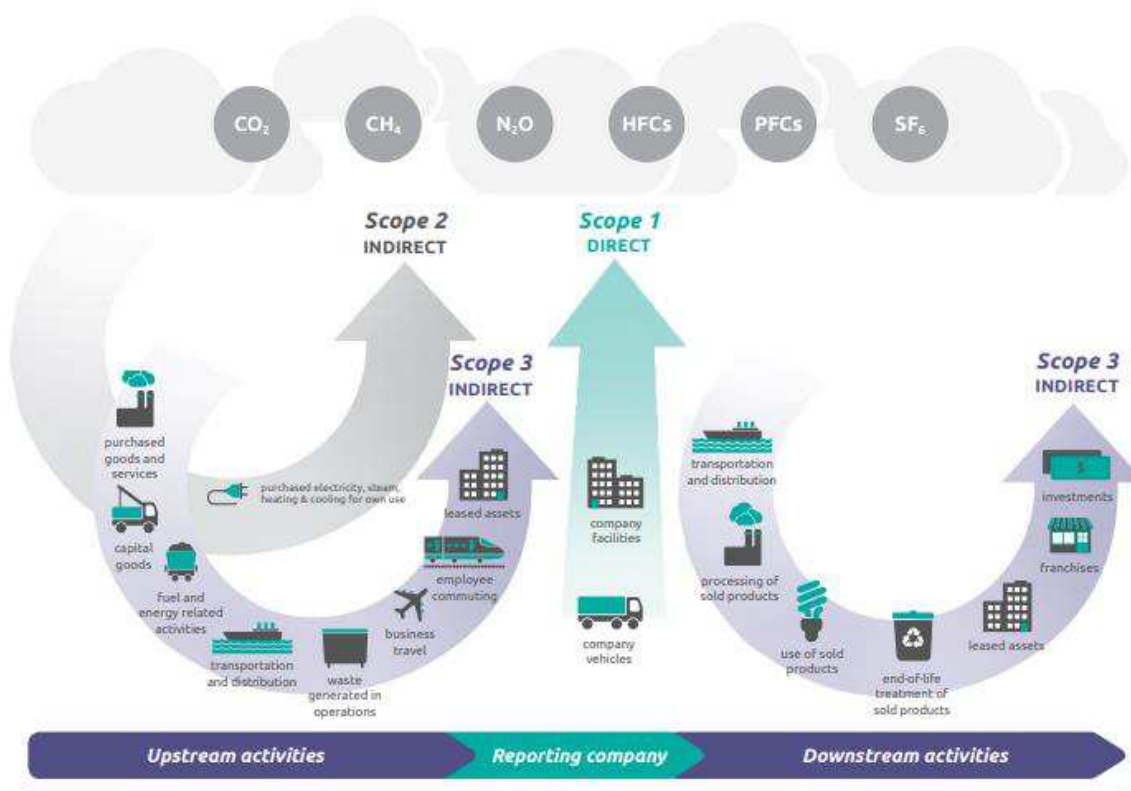 CO₂
CH₄
N₂O
HFCs
PFCs
SF₆
Scope 2
INDIRECT
Scope 1
DIRECT
Scope 3
INDIRECT
Scope 3
INDIRECT
purchased
goods and
services
capital
goods
fuel and
energy related
activities
purchased electricity, steam,
heating & cooling for own use
transportation
and distribution
waste
generated in
operations
business
travel
employee
commuting
leased assets
company
facilities
company
vehicles
transportation
and distribution
processing of
sold products
use of sold
products
end-of-life
treatment of
sold products
leased assets
franchises
investments
$
Upstream activities
Reporting company
Downstream activities